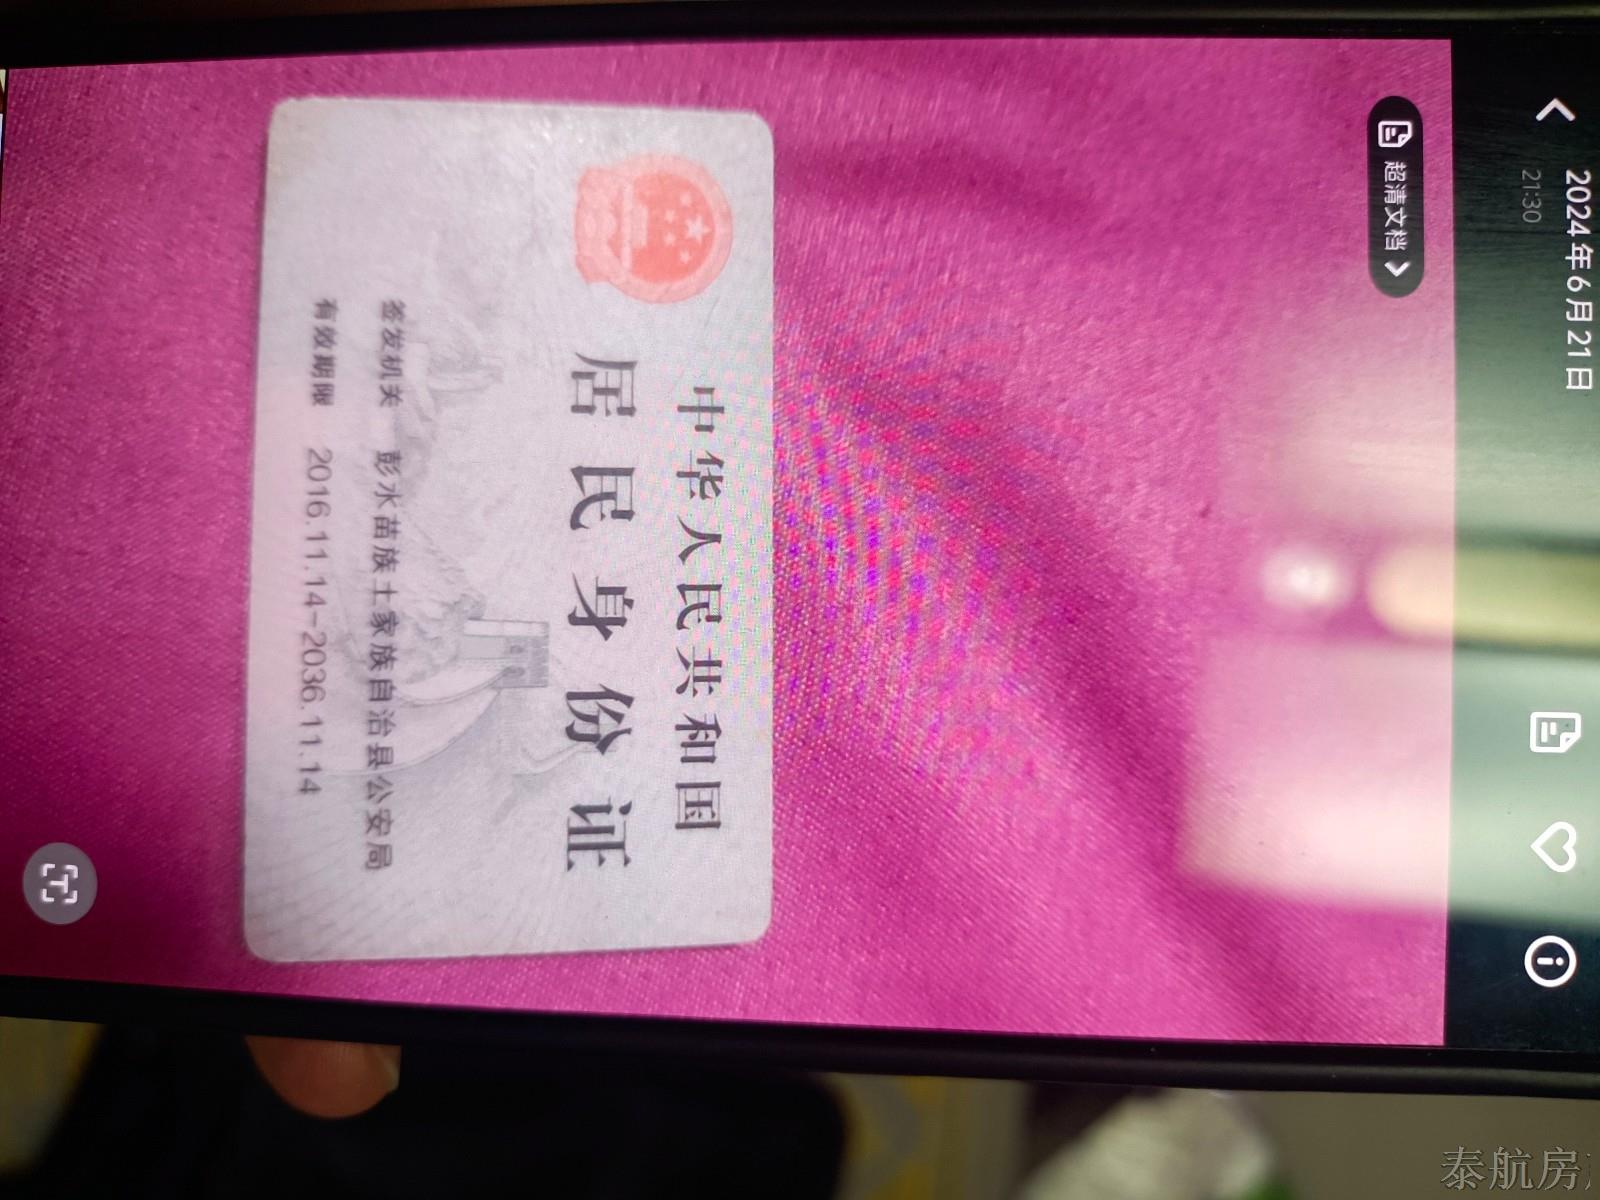 2024年6月21日
21:30
超清文档
中华人民共和国
居民身份证
签发机关 彭水苗族土家族自治县公安局
有效期限 2016.11.14-2036.11.14
泰航房